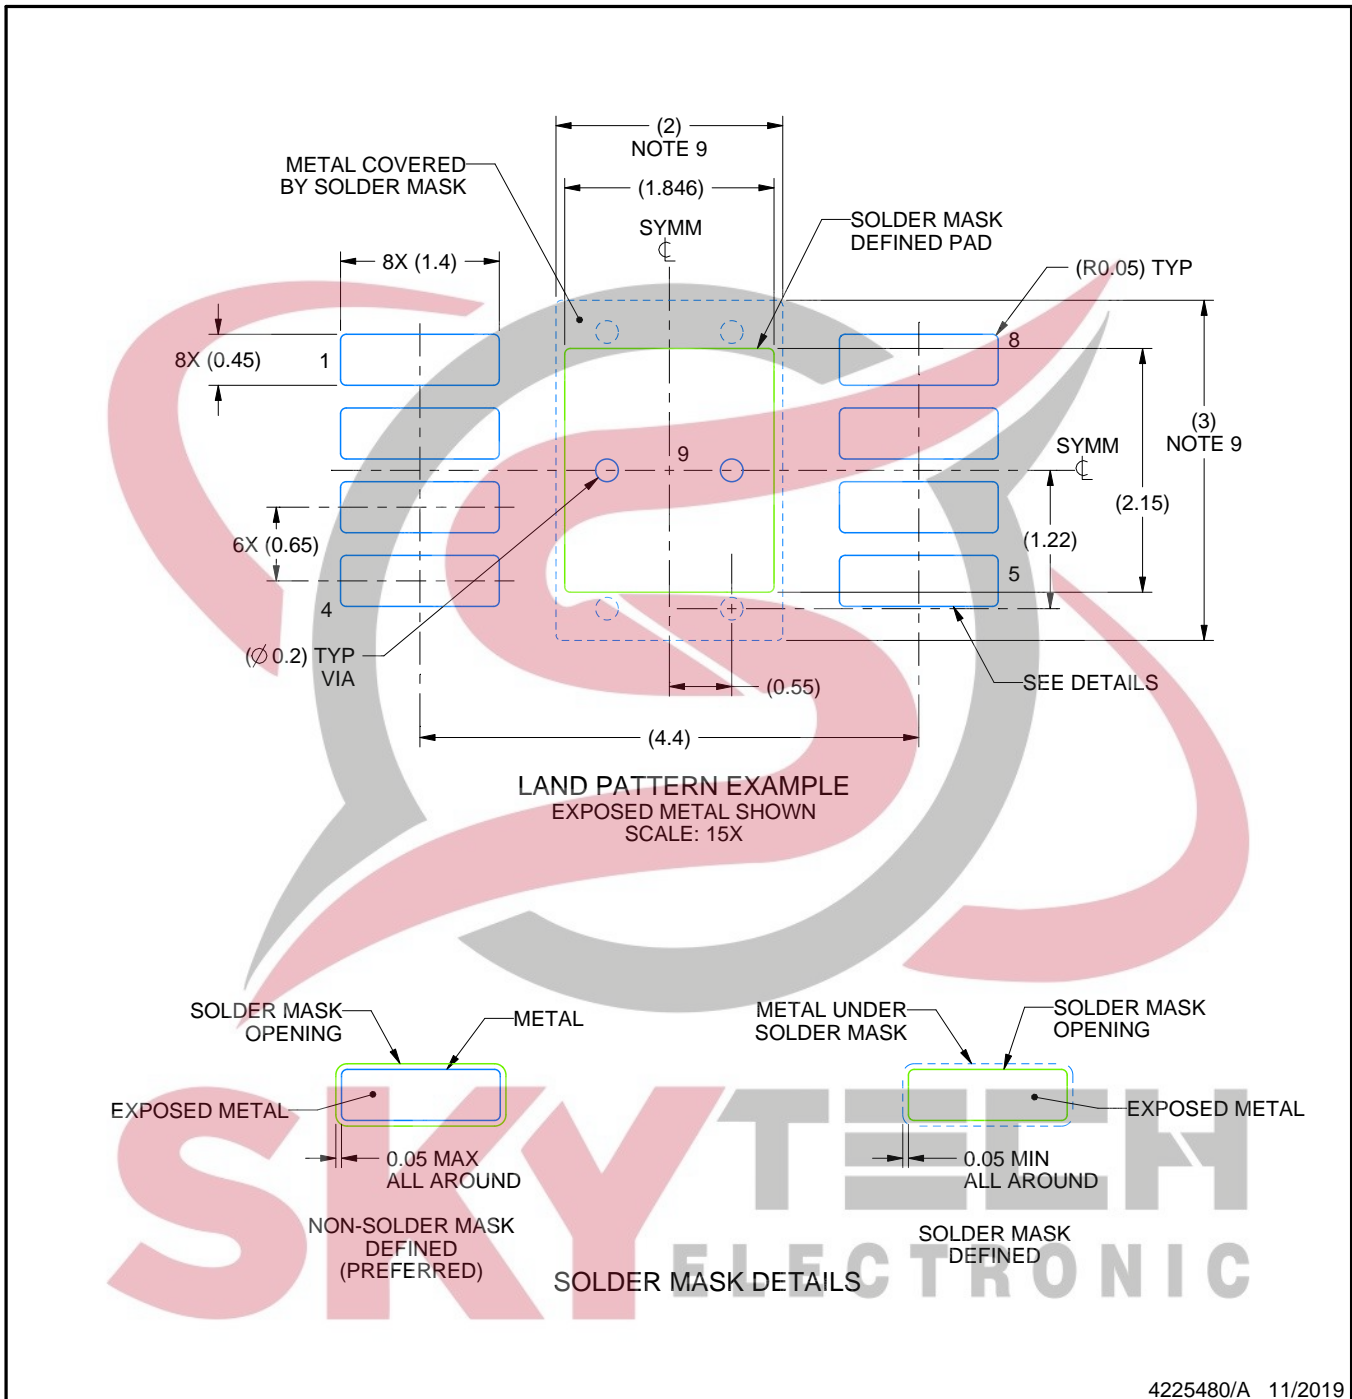 (2)
NOTE 9
METAL COVERED
BY SOLDER MASK
(1.846)
SYMM
SOLDER MASK
DEFINED PAD
8X (1.4)
(R0.05) TYP
8X (0.45)
1
8
(3)
NOTE 9
9
SYMM
(2.15)
(1.22)
6X (0.65)
4
5
(Ø 0.2) TYP
VIA
(0.55)
SEE DETAILS
(4.4)
LAND PATTERN EXAMPLE
EXPOSED METAL SHOWN
SCALE: 15X
SOLDER MASK
OPENING
METAL
EXPOSED METAL
0.05 MAX
ALL AROUND
NON-SOLDER MASK
DEFINED
(PREFERRED)
METAL UNDER
SOLDER MASK
SOLDER MASK
OPENING
EXPOSED METAL
0.05 MIN
ALL AROUND
SOLDER MASK
DEFINED
SOLDER MASK DETAILS
SKYTECH
ELECTRONIC
4225480/A 11/2019